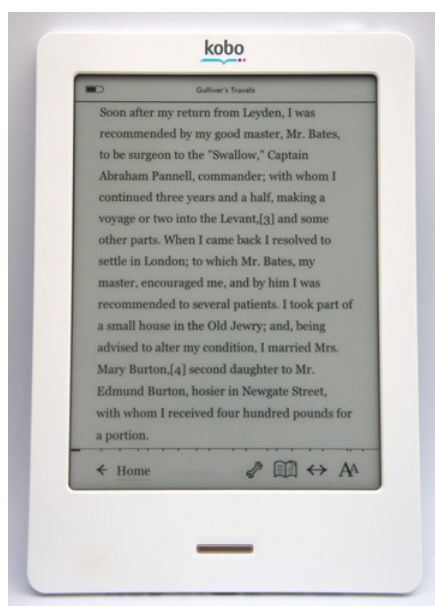 kobo
Gulliver's Travels
Soon after my return from Leyden, I was
recommended by my good master, Mr. Bates,
to be surgeon to the "Swallow," Captain
Abraham Pannell, commander; with whom I
continued three years and a half, making a
voyage or two into the Levant,[3] and some
other parts. When I came back I resolved to
settle in London; to which Mr. Bates, my
master, encouraged me, and by him I was
recommended to several patients. I took part of
a small house in the Old Jewry; and, being
advised to alter my condition, I married Mrs.
Mary Burton,[4] second daughter to Mr.
Edmund Burton, hosier in Newgate Street,
with whom I received four hundred pounds for
a portion.
Home AA